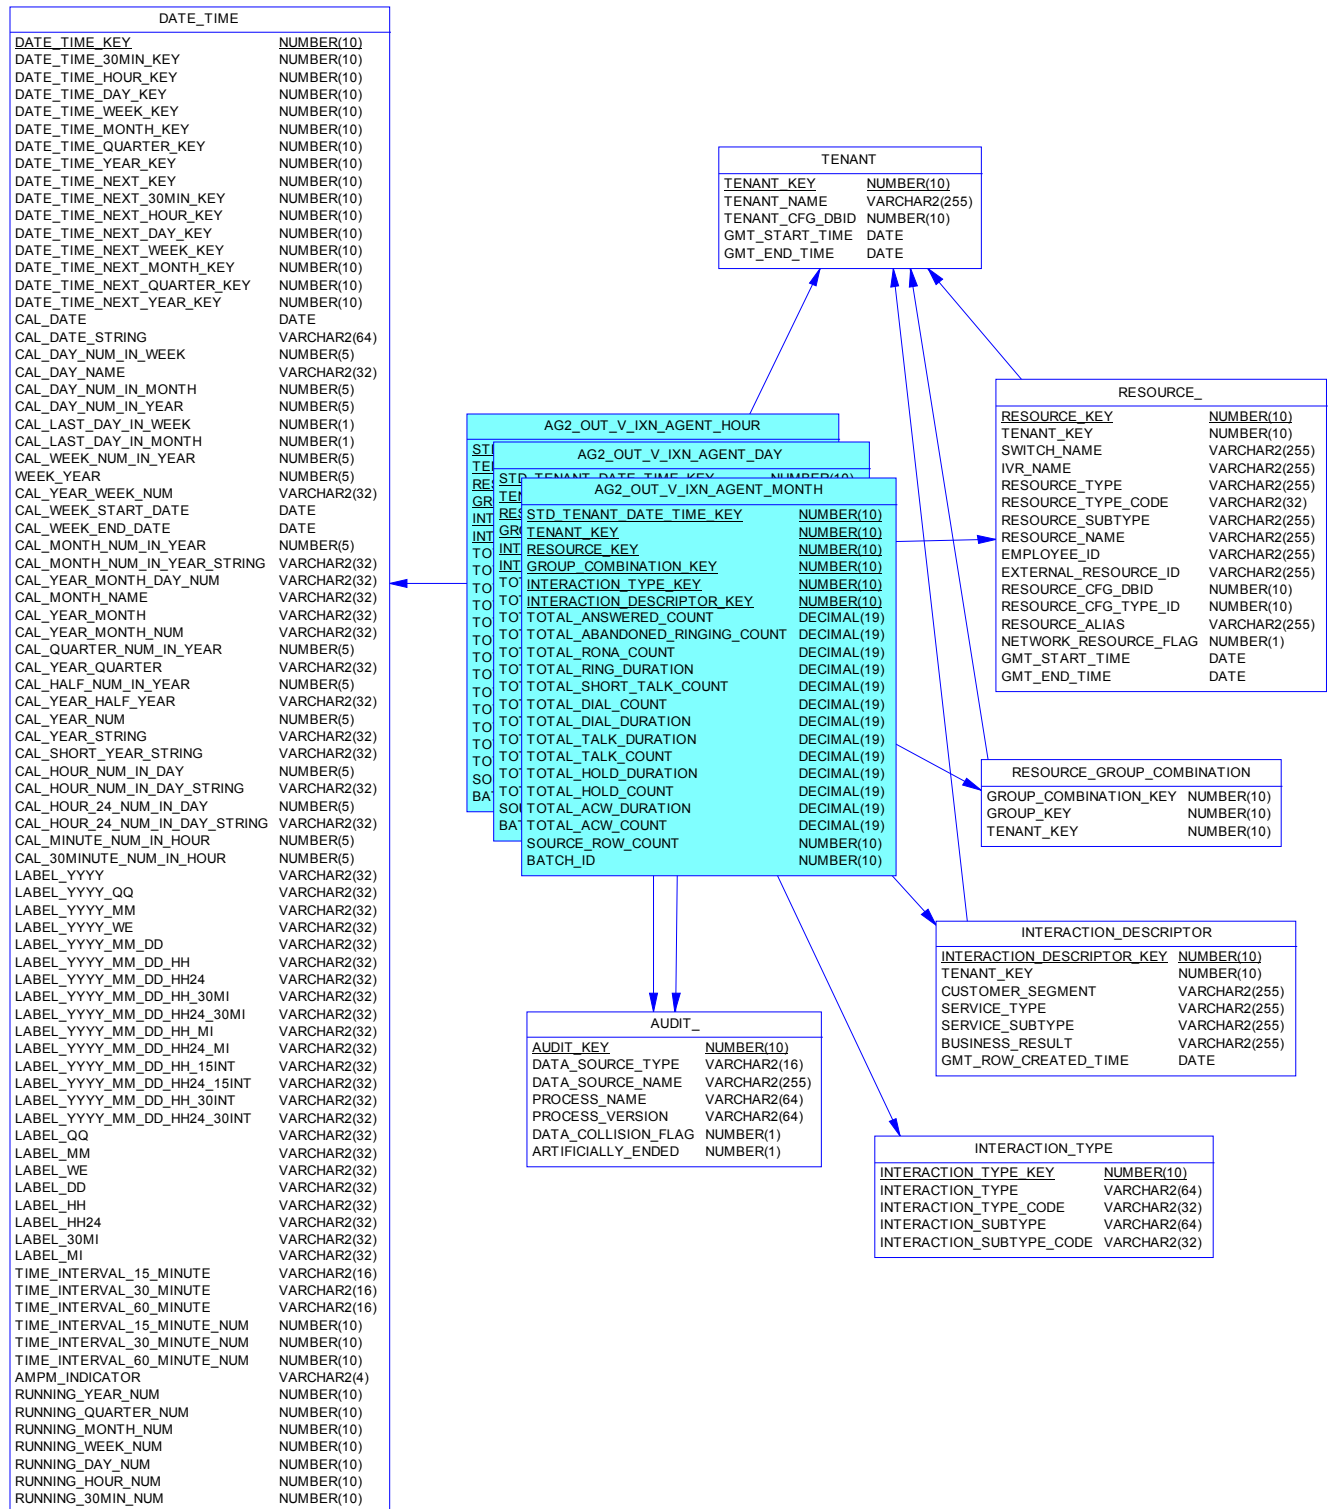 DATE_TIME
DATE_TIME_KEY NUMBER(10)
DATE_TIME_30MIN_KEY NUMBER(10)
DATE_TIME_HOUR_KEY NUMBER(10)
DATE_TIME_DAY_KEY NUMBER(10)
DATE_TIME_WEEK_KEY NUMBER(10)
DATE_TIME_MONTH_KEY NUMBER(10)
DATE_TIME_QUARTER_KEY NUMBER(10)
DATE_TIME_YEAR_KEY NUMBER(10)
DATE_TIME_NEXT_KEY NUMBER(10)
DATE_TIME_NEXT_30MIN_KEY NUMBER(10)
DATE_TIME_NEXT_HOUR_KEY NUMBER(10)
DATE_TIME_NEXT_DAY_KEY NUMBER(10)
DATE_TIME_NEXT_WEEK_KEY NUMBER(10)
DATE_TIME_NEXT_MONTH_KEY NUMBER(10)
DATE_TIME_NEXT_QUARTER_KEY NUMBER(10)
DATE_TIME_NEXT_YEAR_KEY NUMBER(10)
CAL_DATE DATE
CAL_DATE_STRING VARCHAR2(64)
CAL_DAY_NUM_IN_WEEK NUMBER(5)
CAL_DAY_NAME VARCHAR2(32)
CAL_DAY_NUM_IN_MONTH NUMBER(5)
CAL_DAY_NUM_IN_YEAR NUMBER(5)
CAL_LAST_DAY_IN_WEEK NUMBER(1)
CAL_LAST_DAY_IN_MONTH NUMBER(1)
CAL_WEEK_NUM_IN_YEAR NUMBER(5)
WEEK_YEAR NUMBER(5)
CAL_YEAR_WEEK_NUM VARCHAR2(32)
CAL_WEEK_START_DATE DATE
CAL_WEEK_END_DATE DATE
CAL_MONTH_NUM_IN_YEAR NUMBER(5)
CAL_MONTH_NUM_IN_YEAR_STRING VARCHAR2(32)
CAL_YEAR_MONTH_DAY_NUM VARCHAR2(32)
CAL_MONTH_NAME VARCHAR2(32)
CAL_YEAR_MONTH VARCHAR2(32)
CAL_YEAR_MONTH_NUM VARCHAR2(32)
CAL_QUARTER_NUM_IN_YEAR NUMBER(5)
CAL_YEAR_QUARTER VARCHAR2(32)
CAL_HALF_NUM_IN_YEAR NUMBER(5)
CAL_YEAR_HALF_YEAR VARCHAR2(32)
CAL_YEAR_NUM NUMBER(5)
CAL_YEAR_STRING VARCHAR2(32)
CAL_SHORT_YEAR_STRING VARCHAR2(32)
CAL_HOUR_NUM_IN_DAY NUMBER(5)
CAL_HOUR_NUM_IN_DAY_STRING VARCHAR2(32)
CAL_HOUR_24_NUM_IN_DAY NUMBER(5)
CAL_HOUR_24_NUM_IN_DAY_STRING VARCHAR2(32)
CAL_MINUTE_NUM_IN_HOUR NUMBER(5)
CAL_30MINUTE_NUM_IN_HOUR NUMBER(5)
LABEL_YYYY VARCHAR2(32)
LABEL_YYYY_QQ VARCHAR2(32)
LABEL_YYYY_MM VARCHAR2(32)
LABEL_YYYY_WE VARCHAR2(32)
LABEL_YYYY_MM_DD VARCHAR2(32)
LABEL_YYYY_MM_DD_HH VARCHAR2(32)
LABEL_YYYY_MM_DD_HH24 VARCHAR2(32)
LABEL_YYYY_MM_DD_HH_30MI VARCHAR2(32)
LABEL_YYYY_MM_DD_HH24_30MI VARCHAR2(32)
LABEL_YYYY_MM_DD_HH_MI VARCHAR2(32)
LABEL_YYYY_MM_DD_HH24_MI VARCHAR2(32)
LABEL_YYYY_MM_DD_HH_15INT VARCHAR2(32)
LABEL_YYYY_MM_DD_HH24_15INT VARCHAR2(32)
LABEL_YYYY_MM_DD_HH_30INT VARCHAR2(32)
LABEL_YYYY_MM_DD_HH24_30INT VARCHAR2(32)
LABEL_QQ VARCHAR2(32)
LABEL_MM VARCHAR2(32)
LABEL_WE VARCHAR2(32)
LABEL_DD VARCHAR2(32)
LABEL_HH VARCHAR2(32)
LABEL_HH24 VARCHAR2(32)
LABEL_30MI VARCHAR2(32)
LABEL_MI VARCHAR2(32)
TIME_INTERVAL_15_MINUTE VARCHAR2(16)
TIME_INTERVAL_30_MINUTE VARCHAR2(16)
TIME_INTERVAL_60_MINUTE VARCHAR2(16)
TIME_INTERVAL_15_MINUTE_NUM NUMBER(10)
TIME_INTERVAL_30_MINUTE_NUM NUMBER(10)
TIME_INTERVAL_60_MINUTE_NUM NUMBER(10)
AMPM_INDICATOR VARCHAR2(4)
RUNNING_YEAR_NUM NUMBER(10)
RUNNING_QUARTER_NUM NUMBER(10)
RUNNING_MONTH_NUM NUMBER(10)
RUNNING_WEEK_NUM NUMBER(10)
RUNNING_DAY_NUM NUMBER(10)
RUNNING_HOUR_NUM NUMBER(10)
RUNNING_30MIN_NUM NUMBER(10)
TENANT
TENANT_KEY NUMBER(10)
TENANT_NAME VARCHAR2(255)
TENANT_CFG_DBID NUMBER(10)
GMT_START_TIME DATE
GMT_END_TIME DATE
AG2_OUT_V_IXN_AGENT_HOUR
AG2_OUT_V_IXN_AGENT_DAY
STD_TENANT_DATE_TIME_KEY NUMBER(10)
AG2_OUT_V_IXN_AGENT_MONTH
STD_TENANT_DATE_TIME_KEY NUMBER(10)
TENANT_KEY NUMBER(10)
RESOURCE_KEY NUMBER(10)
GROUP_COMBINATION_KEY NUMBER(10)
INTERACTION_TYPE_KEY NUMBER(10)
INTERACTION_DESCRIPTOR_KEY NUMBER(10)
TOTAL_ANSWERED_COUNT DECIMAL(19)
TOTAL_ABANDONED_RINGING_COUNT DECIMAL(19)
TOTAL_RONA_COUNT DECIMAL(19)
TOTAL_RING_DURATION DECIMAL(19)
TOTAL_SHORT_TALK_COUNT DECIMAL(19)
TOTAL_DIAL_COUNT DECIMAL(19)
TOTAL_DIAL_DURATION DECIMAL(19)
TOTAL_TALK_DURATION DECIMAL(19)
TOTAL_TALK_COUNT DECIMAL(19)
TOTAL_HOLD_DURATION DECIMAL(19)
TOTAL_HOLD_COUNT DECIMAL(19)
TOTAL_ACW_DURATION DECIMAL(19)
TOTAL_ACW_COUNT DECIMAL(19)
SOURCE_ROW_COUNT NUMBER(10)
BATCH_ID NUMBER(10)
RESOURCE_
RESOURCE_KEY NUMBER(10)
TENANT_KEY NUMBER(10)
SWITCH_NAME VARCHAR2(255)
IVR_NAME VARCHAR2(255)
RESOURCE_TYPE VARCHAR2(255)
RESOURCE_TYPE_CODE VARCHAR2(32)
RESOURCE_SUBTYPE VARCHAR2(255)
RESOURCE_NAME VARCHAR2(255)
EMPLOYEE_ID VARCHAR2(255)
EXTERNAL_RESOURCE_ID VARCHAR2(255)
RESOURCE_CFG_DBID NUMBER(10)
RESOURCE_CFG_TYPE_ID NUMBER(10)
RESOURCE_ALIAS VARCHAR2(255)
NETWORK_RESOURCE_FLAG NUMBER(1)
GMT_START_TIME DATE
GMT_END_TIME DATE
RESOURCE_GROUP_COMBINATION
GROUP_COMBINATION_KEY NUMBER(10)
GROUP_KEY NUMBER(10)
TENANT_KEY NUMBER(10)
INTERACTION_DESCRIPTOR
INTERACTION_DESCRIPTOR_KEY NUMBER(10)
TENANT_KEY NUMBER(10)
CUSTOMER_SEGMENT VARCHAR2(255)
SERVICE_TYPE VARCHAR2(255)
SERVICE_SUBTYPE VARCHAR2(255)
BUSINESS_RESULT VARCHAR2(255)
GMT_ROW_CREATED_TIME DATE
AUDIT_
AUDIT_KEY NUMBER(10)
DATA_SOURCE_TYPE VARCHAR2(16)
DATA_SOURCE_NAME VARCHAR2(255)
PROCESS_NAME VARCHAR2(64)
PROCESS_VERSION VARCHAR2(64)
DATA_COLLISION_FLAG NUMBER(1)
ARTIFICIALLY_ENDED NUMBER(1)
INTERACTION_TYPE
INTERACTION_TYPE_KEY NUMBER(10)
INTERACTION_TYPE VARCHAR2(64)
INTERACTION_TYPE_CODE VARCHAR2(32)
INTERACTION_SUBTYPE VARCHAR2(64)
INTERACTION_SUBTYPE_CODE VARCHAR2(32)